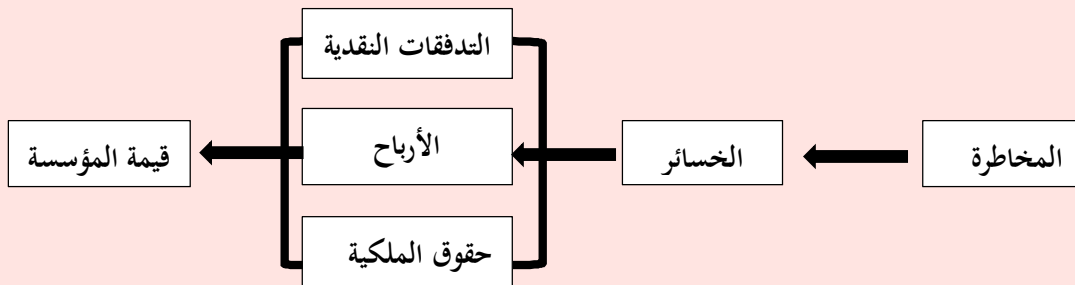 المخاطرة
الخسائر
التدفقات النقدية
الأرباح
حقوق الملكية
قيمة المؤسسة